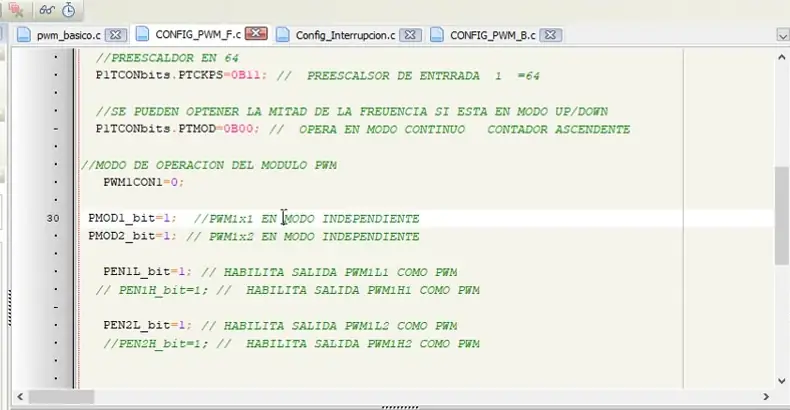 pwm_basico.c CONFIG_PWM_F.c Config_Interrupcion.c CONFIG_PWM_B.c
//PREESCALDOR EN 64
P1TCONbits.PTCKPS=0B11; // PREESCALSOR DE ENTRRADA 1 =64
//SE PUEDEN OPTENER LA MITAD DE LA FREUENCIA SI ESTA EN MODO UP/DOWN
P1TCONbits.PTMOD=0B00; // OPERA EN MODO CONTINUO CONTADOR ASCENDENTE
//MODO DE OPERACION DEL MODULO PWM
PWM1CON1=0;
30 PMOD1_bit=1; //PWM1x1 EN MODO INDEPENDIENTE
PMOD2_bit=1; // PWM1x2 EN MODO INDEPENDIENTE
PEN1L_bit=1; // HABILITA SALIDA PWM1L1 COMO PWM
// PEN1H_bit=1; // HABILITA SALIDA PWM1H1 COMO PWM
PEN2L_bit=1; // HABILITA SALIDA PWM1L2 COMO PWM
//PEN2H_bit=1; // HABILITA SALIDA PWM1H2 COMO PWM